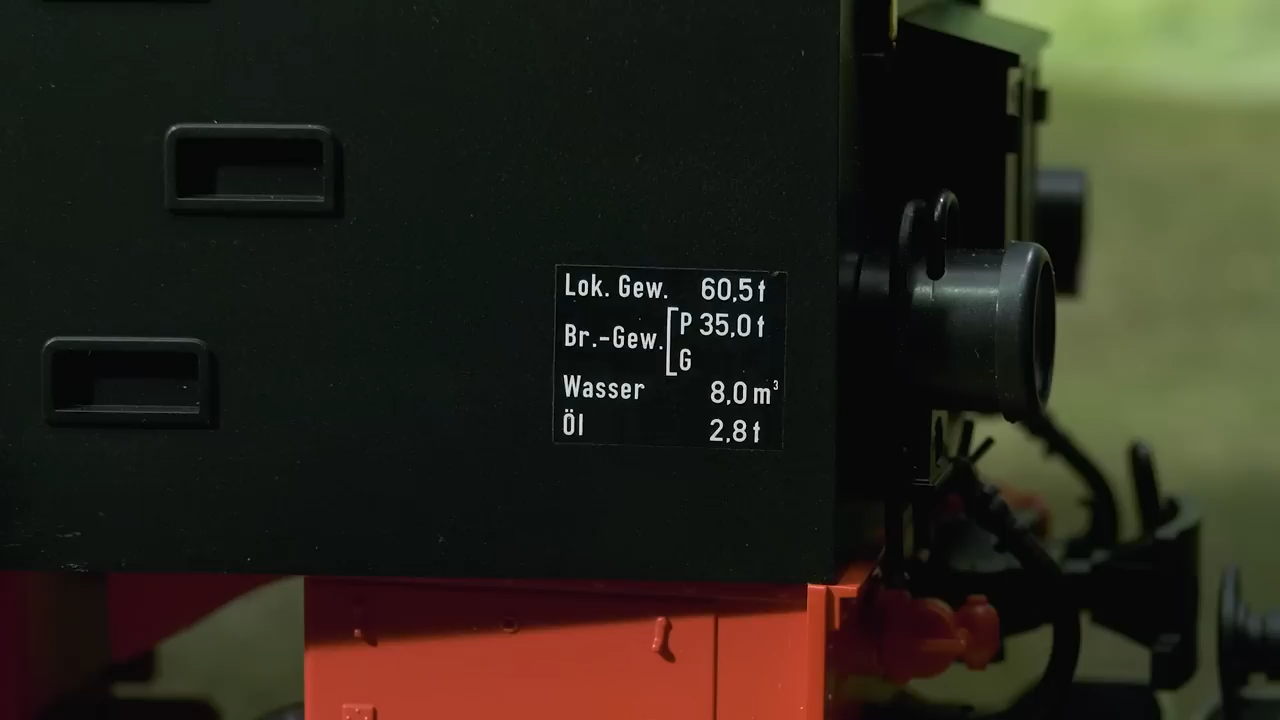 Lok. Gew. 60,5 t
Br.-Gew. [P 35,0 t
G
Wasser 8,0 m³
Öl 2,8 t